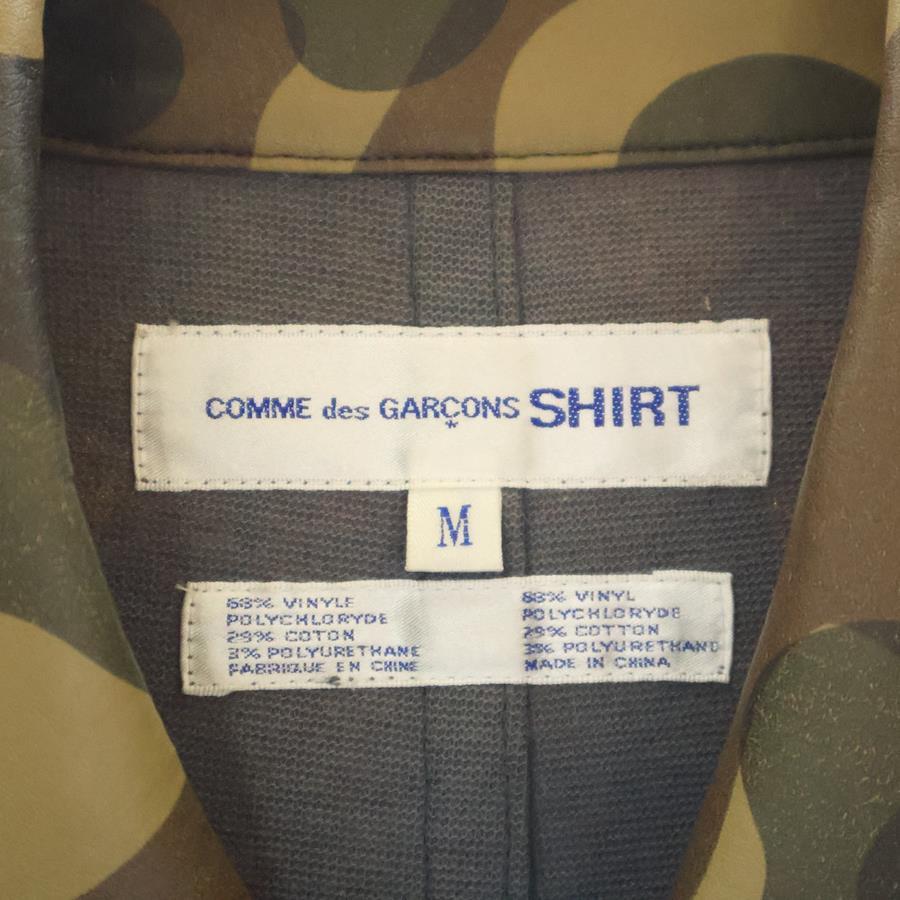 COMME des GARÇONS SHIRT
*
M
68% VINYLE
POLYCHLORYDE
29% COTON
3% POLYURETHANE
FABRIQUE EN CHINE
68% VINYL
POLYCHLORYDE
29% COTTON
3% POLYURETHANE
MADE IN CHINA